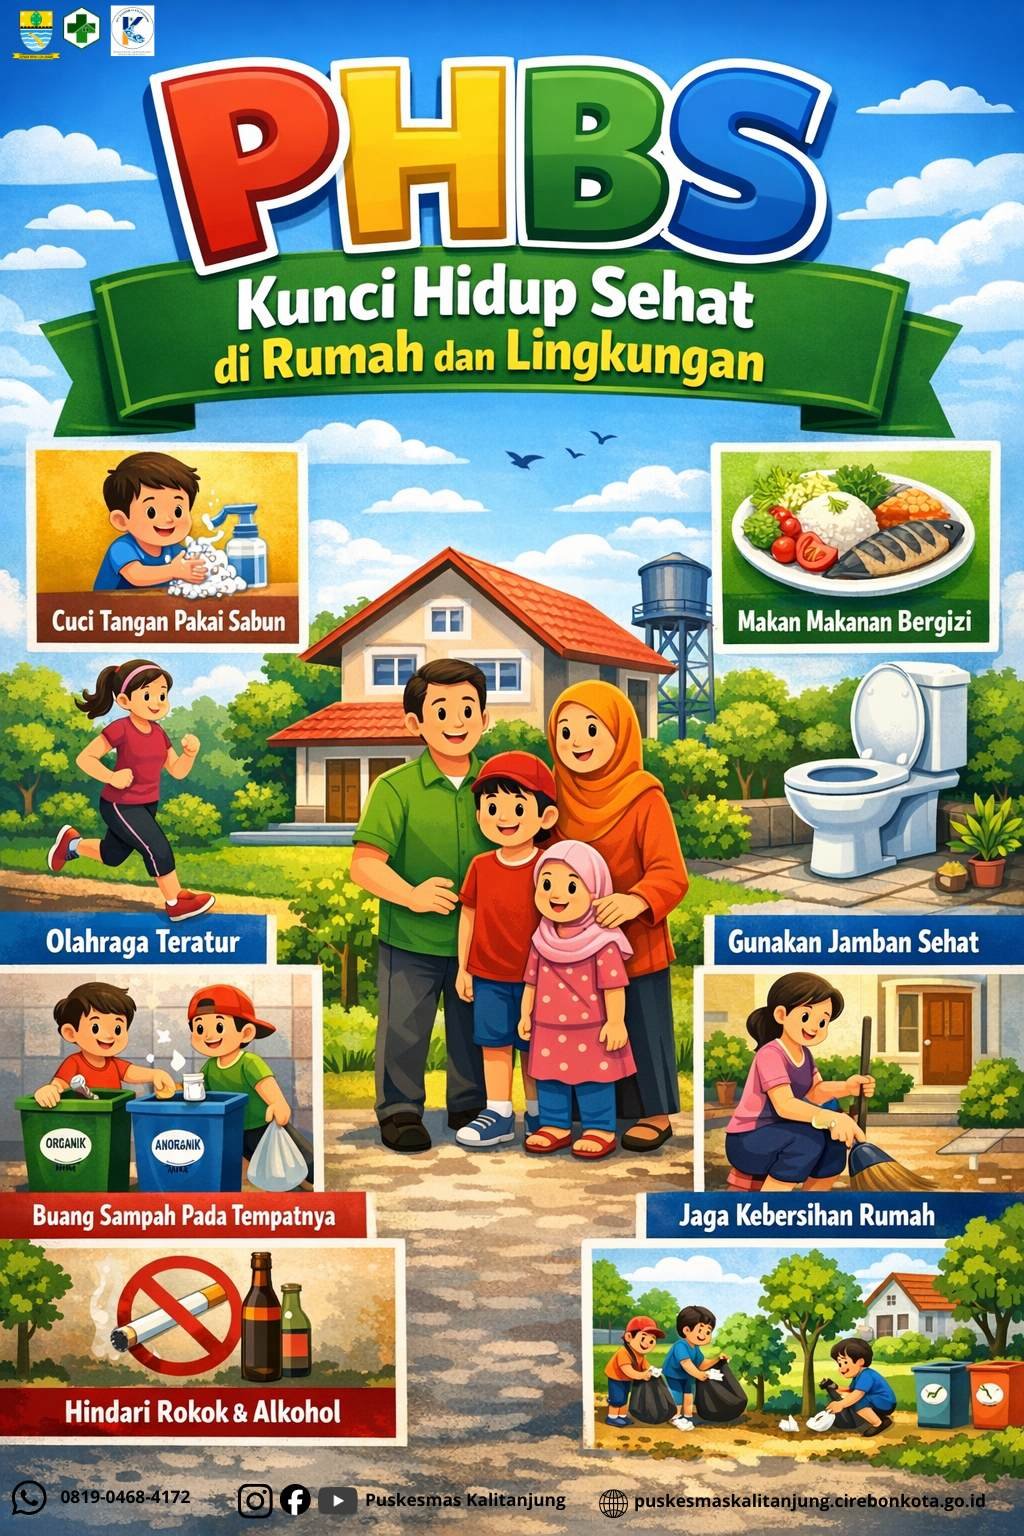 PHBS
Kunci Hidup Sehat
di Rumah dan Lingkungan
Cuci Tangan Pakai Sabun
Makan Makanan Bergizi
Olahraga Teratur
Gunakan Jamban Sehat
ORGANIK
ANORGANIK
Buang Sampah Pada Tempatnya
Jaga Kebersihan Rumah
Hindari Rokok & Alkohol
0819-0468-4172
Puskesmas Kalitanjung
puskesmaskalitanjung.cirebonkota.go.id